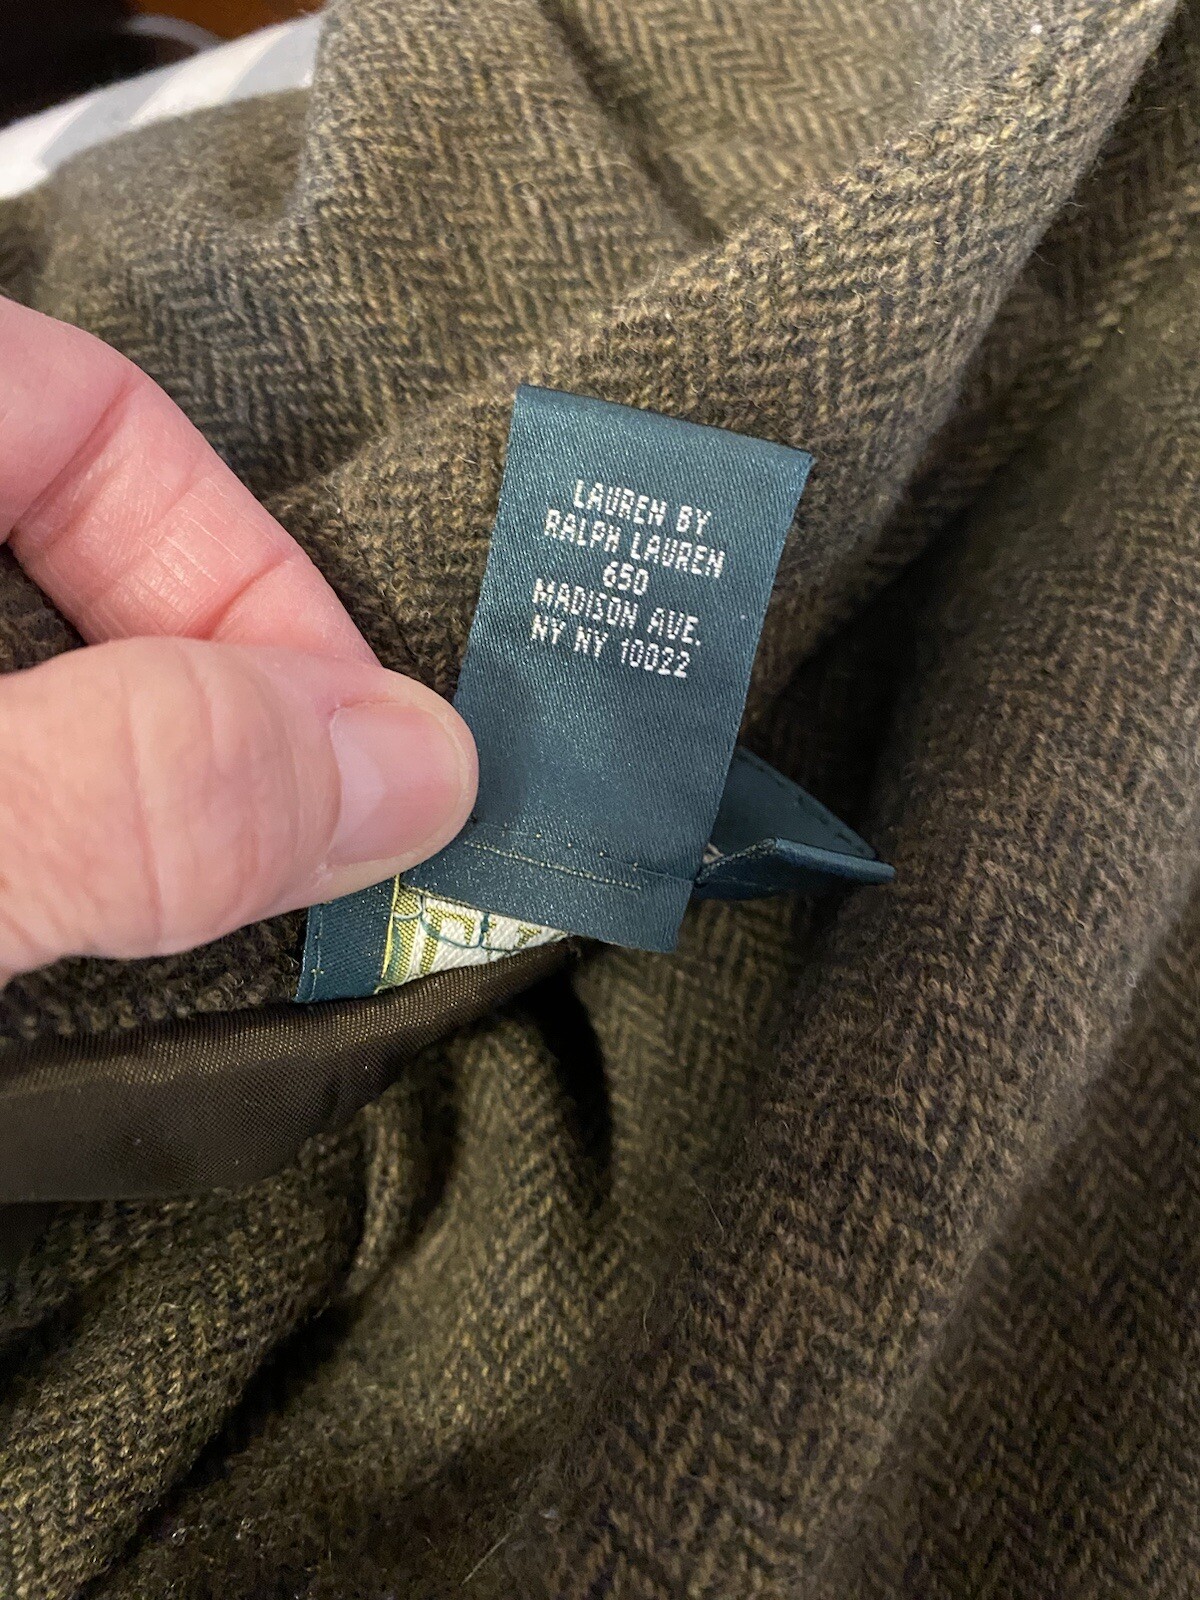 LAUREN BY
RALPH LAUREN
650
MADISON AVE.
NY NY 10022